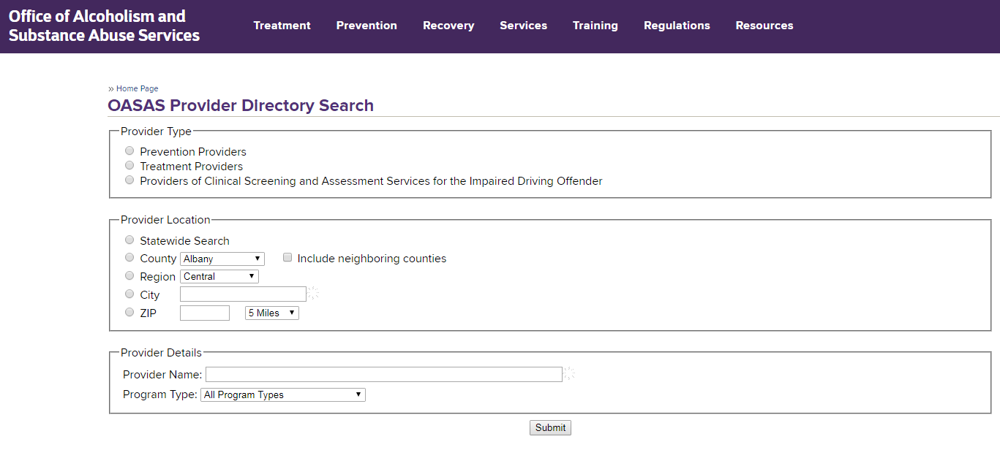 Office of Alcoholism and
Substance Abuse Services
Treatment Prevention Recovery Services Training Regulations Resources
» Home Page
OASAS Provider Directory Search
Provider Type
Prevention Providers
Treatment Providers
Providers of Clinical Screening and Assessment Services for the Impaired Driving Offender
Provider Location
Statewide Search
County Albany Include neighboring counties
Region Central
City
ZIP 5 Miles
Provider Details
Provider Name:
Program Type: All Program Types
Submit